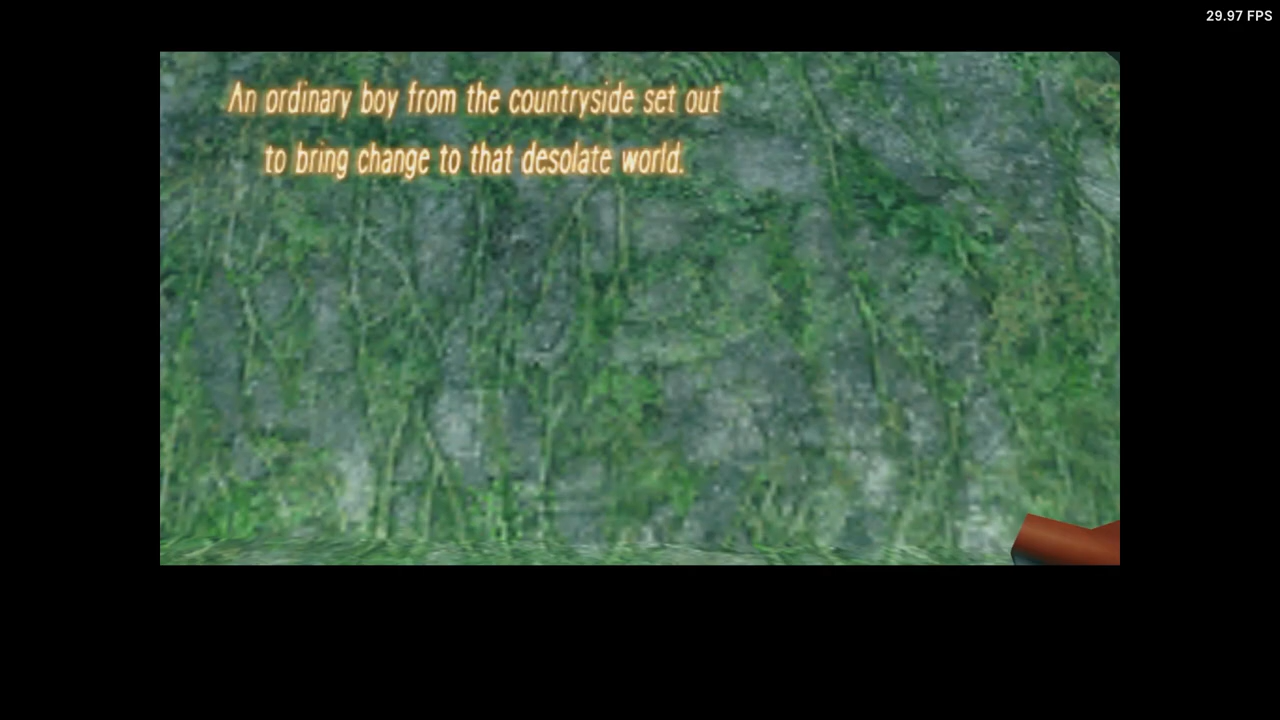 29.97 FPS
An ordinary boy from the countryside set out
to bring change to that desolate world.